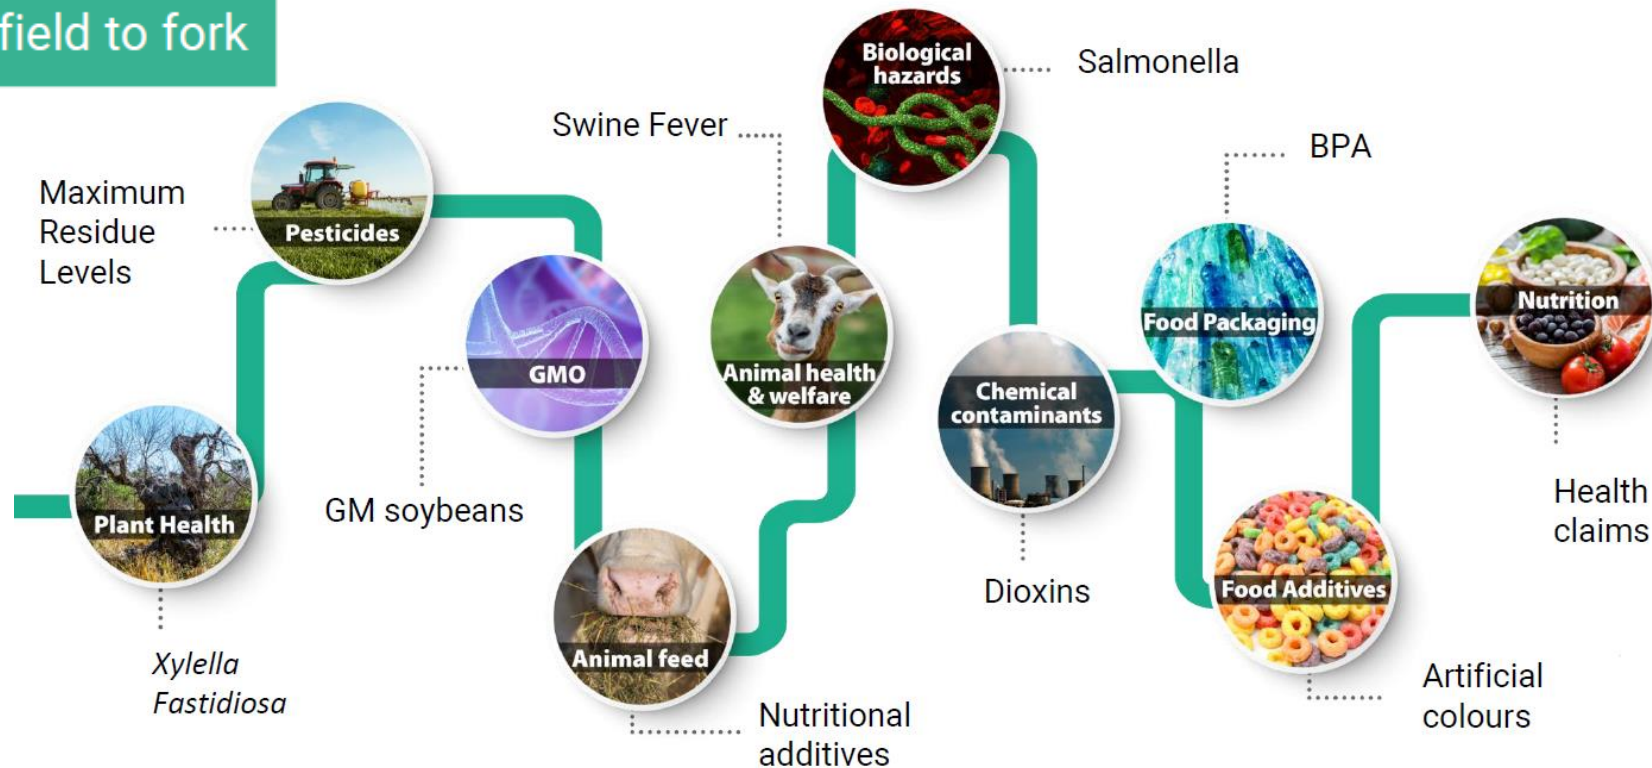 field to fork
Maximum
Residue
Levels
Pesticides
Plant Health
Xylella
Fastidiosa
GMO
GM soybeans
Swine Fever
Animal health
& welfare
Animal feed
Nutritional
additives
Biological
hazards
Salmonella
Chemical
contaminants
Dioxins
BPA
Food Packaging
Food Additives
Artificial
colours
Nutrition
Health
claims